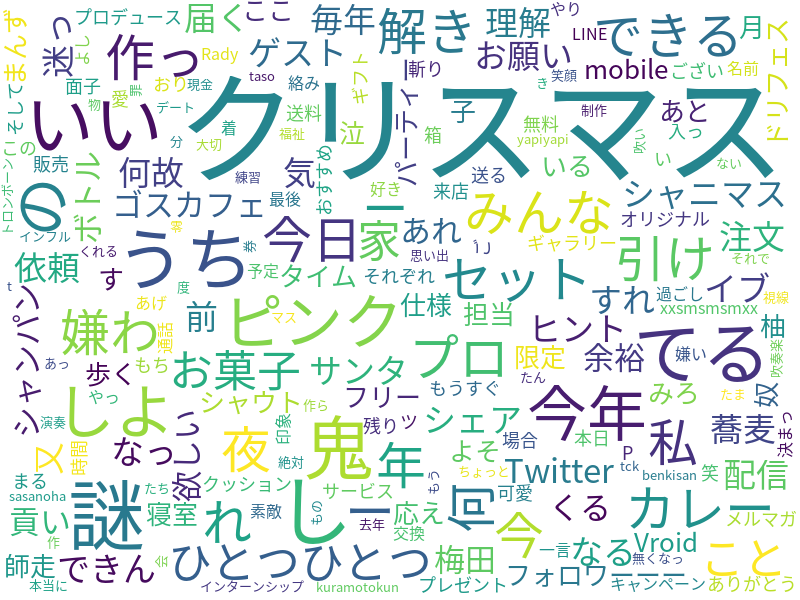 プロデュース
届く
ここ
毎年
解き
理解
できる
月
ドリフェス
まんず
そして
迷っ
作っ
Rady
よし
ゲスト
お願い
LINE
やり
mobile
ござい
名前
面子
愛
罪
おり
現金
taso
絡み
ギフト
斬り
クリスマス
いい
パーティー
子
あと
入っ
この
物
デート
送料
着
箱
無料
yapiyapi
制作
笑顔
き
吹い
販売
何故
分
福祉
泣
気
いる
い
ない
の
ボトル
大切
練習
おすすめ
好き
来店
送る
シャニマス
トロンボーン
ゴスカフェ
最後
ー
みんな
オリジナル
インフル
うち
零
券
今日
家
あれ
ギャラリー
それで
くれる
思い出
引け
注文
依頼
す
予定
タイム
それぞれ
セット
すれ
イブ
過ごし
視線
t
度
シャンパン
あげ
通話
前
仕様
担当
xxsmsmsmxx
嫌わ
ピンク
マス
ヒント
余裕
柚
吹奏楽
てる
嫌い
あっ
歩く
もち
お菓子
サンタ
プロ
限定
奴
しよ
やっ
シャウト
作ら
フリー
もうすぐ
たん
今年
みろ
たま
演奏
又
時間
なっ
欲しい
夜
印象
鬼
残り
ッ
シェア
場合
本日
P
私
蕎麦
決まっ
まる
たち
クッション
絶対
年
よそ
ちょっと
Twitter
tck
benkisan
笑
配信
sasanoha
謎
貢い
寝室
れ
素敵
サービス
もの
し
ー
去年
応え
交換
もう
何
可愛
今
くる
カレー
メルマガ
作
師走
できん
会
ひとつひとつ
梅田
一言
なる
Vroid
無くなっ
こと
本当に
インターンシップ
kuramotokun
プレゼント
フォロワー
キャンペーン
ありがとう